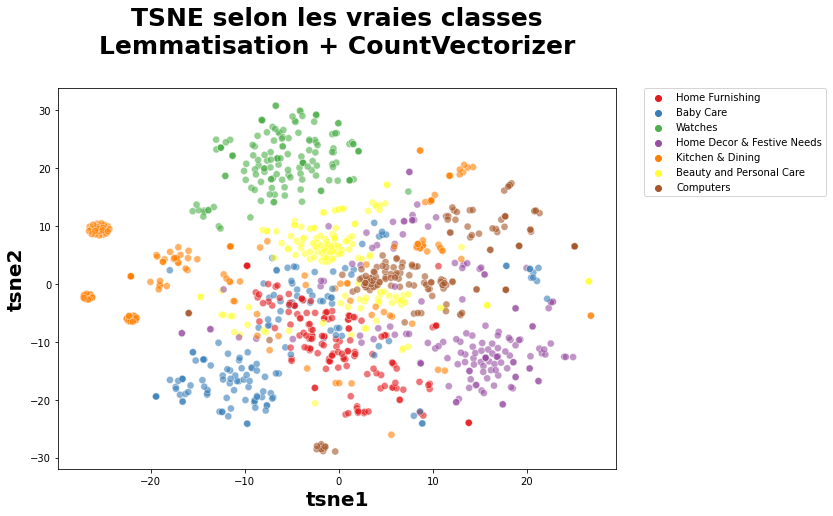 TSNE selon les vraies classes
Lemmatisation + CountVectorizer
Home Furnishing
Baby Care
Watches
Home Decor & Festive Needs
Kitchen & Dining
Beauty and Personal Care
Computers
30
20
10
0
−10
−20
−30
tsne2
−20
−10
0
10
20
tsne1